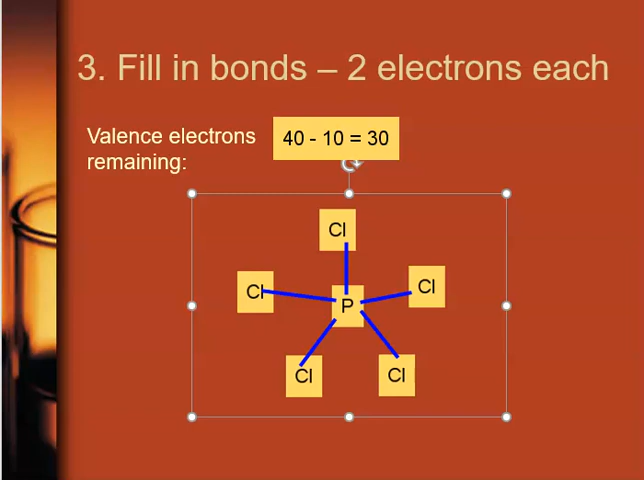 3. Fill in bonds – 2 electrons each
Valence electrons
remaining:
40 - 10 = 30
Cl
Cl
Cl
P
Cl
Cl